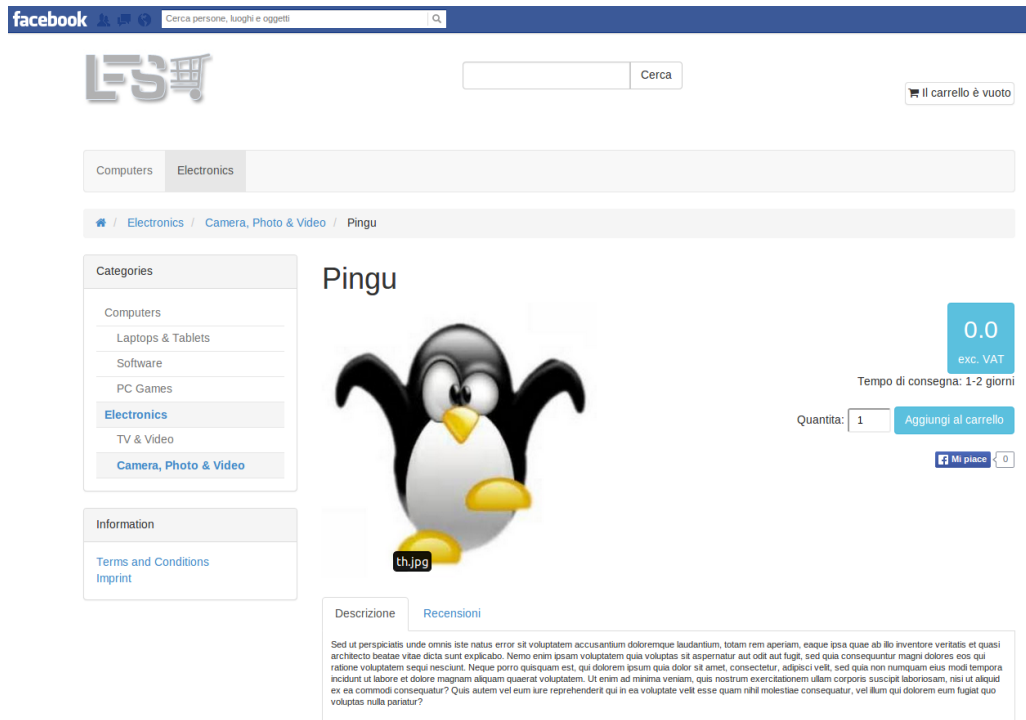 facebook
Cerca persone, luoghi e oggetti
LFS
Cerca
Il carrello è vuoto
Computers
Electronics
/ Electronics / Camera, Photo & Video / Pingu
Categories
Computers
Laptops & Tablets
Software
PC Games
Electronics
TV & Video
Camera, Photo & Video
Information
Terms and Conditions
Imprint
Pingu
th.jpg
0.0
exc. VAT
Tempo di consegna: 1-2 giorni
Quantita: 1 Aggiungi al carrello
Mi piace 0
Descrizione
Recensioni
Sed ut perspiciatis unde omnis iste natus error sit voluptatem accusantium doloremque laudantium, totam rem aperiam, eaque ipsa quae ab illo inventore veritatis et quasi
architecto beatae vitae dicta sunt explicabo. Nemo enim ipsam voluptatem quia voluptas sit aspernatur aut odit aut fugit, sed quia consequuntur magni dolores eos qui
ratione voluptatem sequi nesciunt. Neque porro quisquam est, qui dolorem ipsum quia dolor sit amet, consectetur, adipisci velit, sed quia non numquam eius modi tempora
incidunt ut labore et dolore magnam aliquam quaerat voluptatem. Ut enim ad minima veniam, quis nostrum exercitationem ullam corporis suscipit laboriosam, nisi ut aliquid
ex ea commodi consequatur? Quis autem vel eum iure reprehenderit qui in ea voluptate velit esse quam nihil molestiae consequatur, vel illum qui dolorem eum fugiat quo
voluptas nulla pariatur?